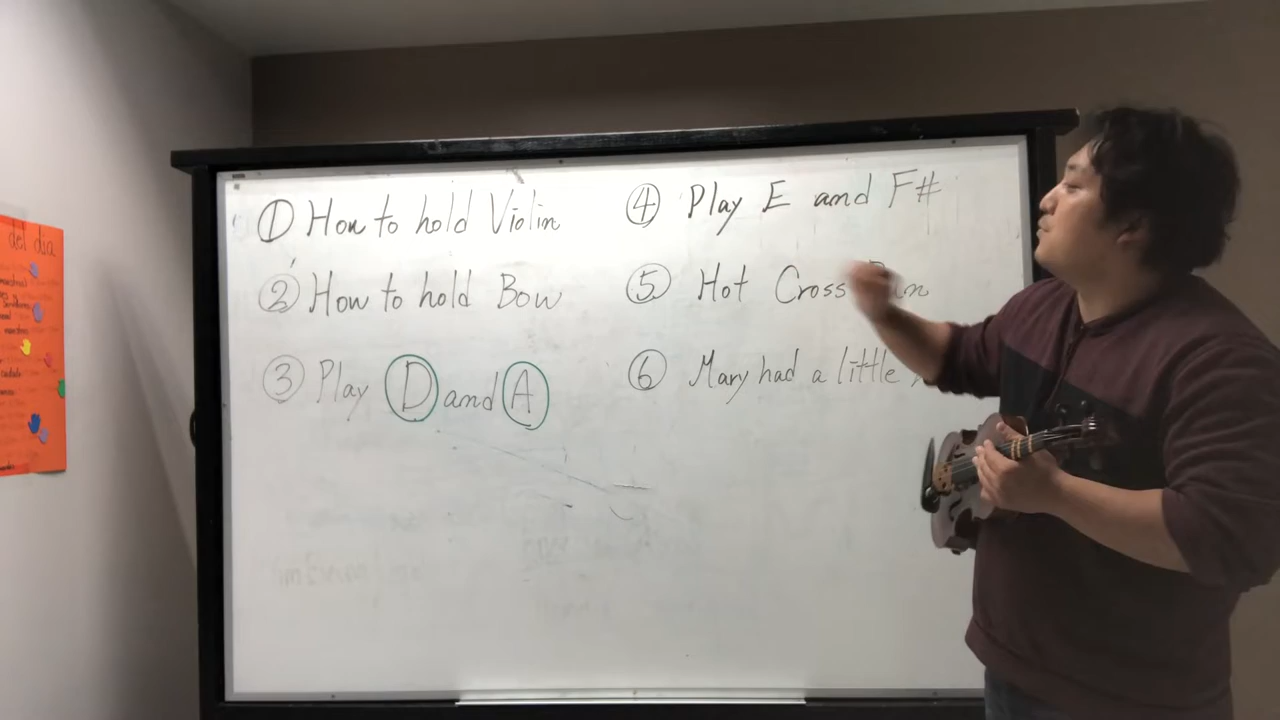 ① How to hold Violin
② How to hold Bow
③ Play D and A
④ Play E and F#
⑤ Hot Cross
⑥ Mary had a little
del dia